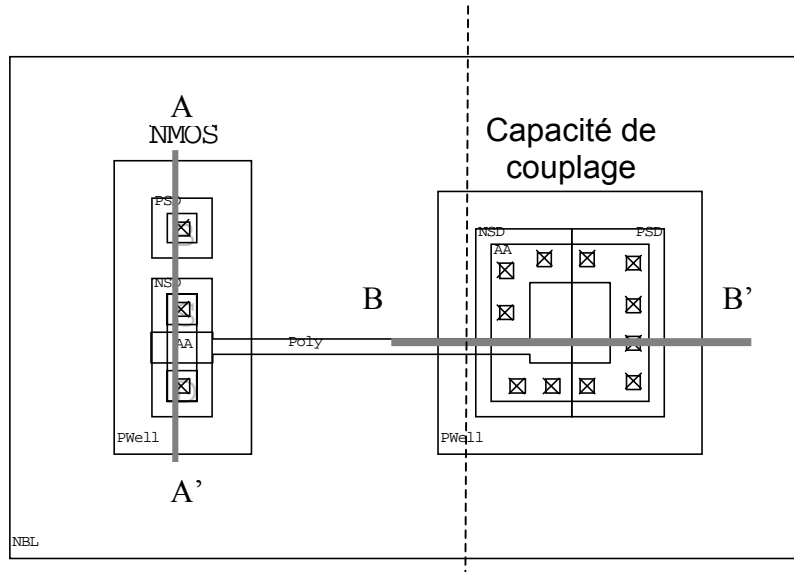 A
NMOS
Capacité de
couplage
PSD
NSD
PSD
AA
NSD
B
B’
AA
Poly
PWell
PWell
A’
NBL